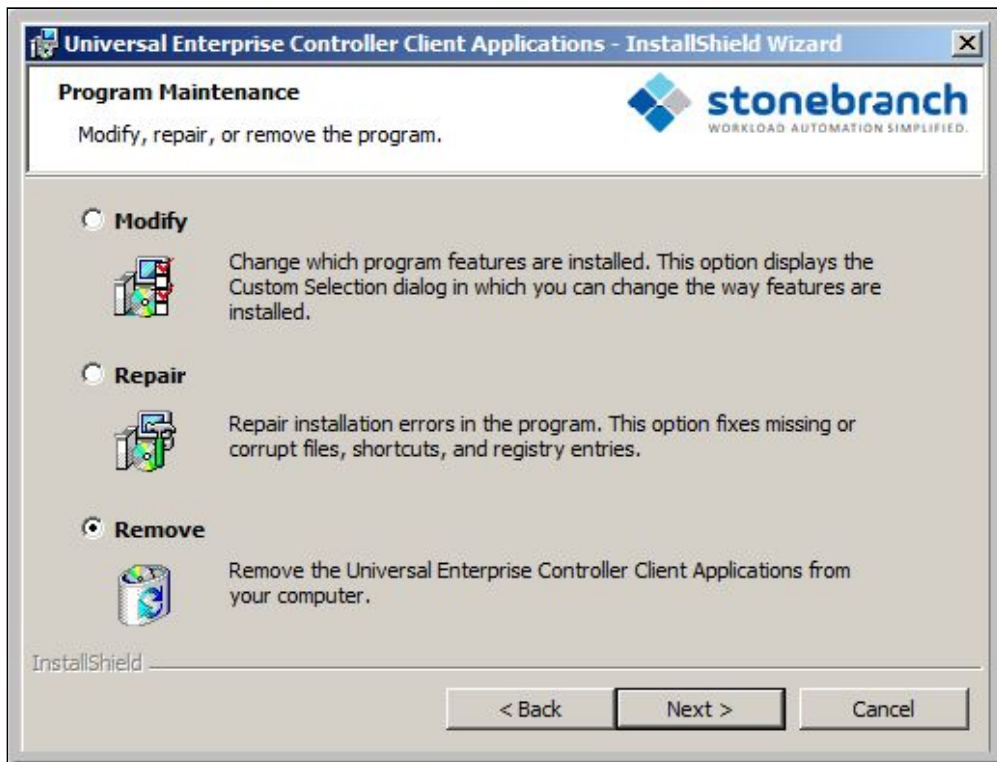 Universal Enterprise Controller Client Applications - InstallShield Wizard
Program Maintenance
Modify, repair, or remove the program.
stonebranch
WORKLOAD AUTOMATION SIMPLIFIED.
Modify
Change which program features are installed. This option displays the
Custom Selection dialog in which you can change the way features are
installed.
Repair
Repair installation errors in the program. This option fixes missing or
corrupt files, shortcuts, and registry entries.
Remove
Remove the Universal Enterprise Controller Client Applications from
your computer.
InstallShield
< Back
Next >
Cancel